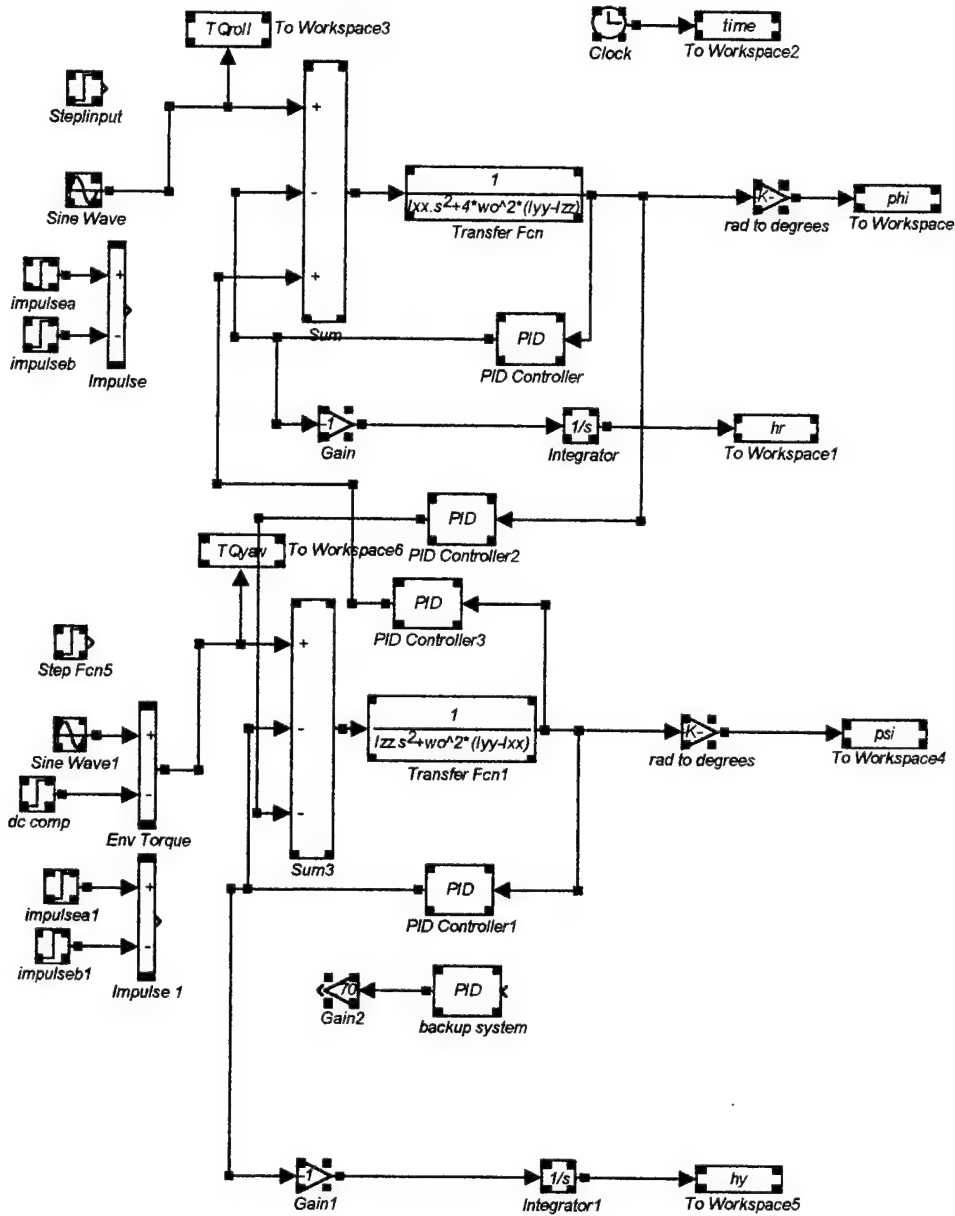 TQroll To Workspace3
Clock
time
To Workspace2
Steplinput
+
Sine Wave
-
1
Ixx.s^2+4*wo^2*(Iyy-Izz)
Transfer Fcn
K-
rad to degrees
phi
To Workspace
impulsea
+
impulseb
-
Impulse
+
Sum
PID
PID Controller
-1
Gain
1/s
Integrator
hr
To Workspace1
PID
PID Controller2
TQyaw To Workspace6
PID
PID Controller3
Step Fcn5
+
Sine Wave1
+
dc comp
-
Env Torque
-
1
Izz.s^2+wo^2*(Iyy-Ixx)
Transfer Fcn1
K-
rad to degrees
psi
To Workspace4
-
Sum3
impulsea1
+
impulseb1
-
Impulse 1
PID
PID Controller1
70
Gain2
PID
backup system
-1
Gain1
1/s
Integrator1
hy
To Workspace5